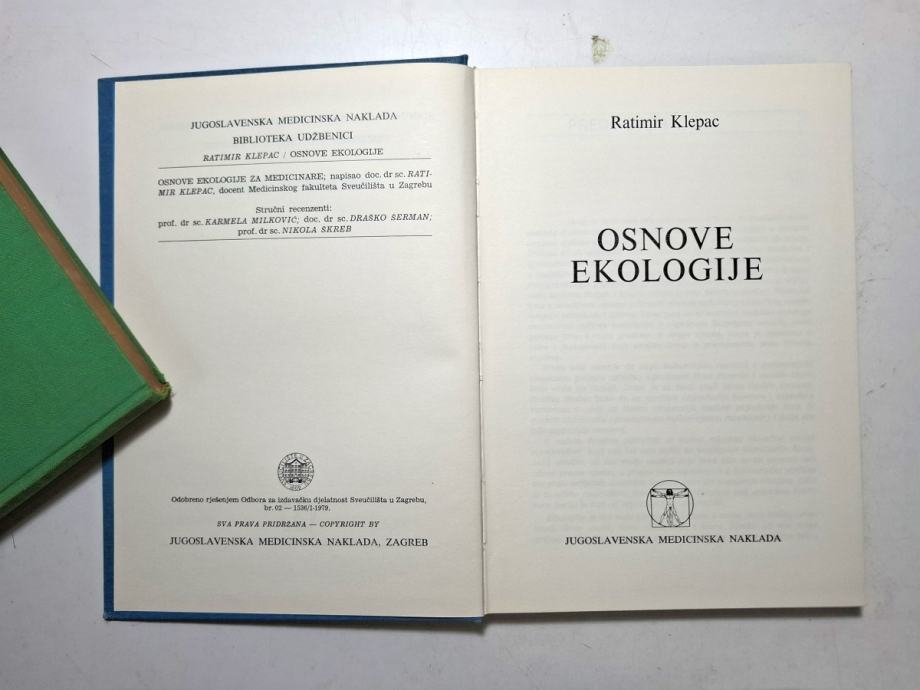 JUGOSLAVENSKA MEDICINSKA NAKLADA
BIBLIOTEKA UDŽBENICI
RATIMIR KLEPAC / OSNOVE EKOLOGIJE
OSNOVE EKOLOGIJE ZA MEDICINARE; napisao doc. dr sc. RATI-
MIR KLEPAC, docent Medicinskog fakulteta Sveučilišta u Zagrebu
Stručni recenzenti:
prof. dr sc. KARMELA MILKOVIĆ; doc. dr sc. DRAŠKO ŠERMAN;
prof. dr sc. NIKOLA ŠKREB
Odobreno rješenjem Odbora za izdavačku djelatnost Sveučilišta u Zagrebu,
br. 02 — 1536/1-1979.
SVA PRAVA PRIDRŽANA — COPYRIGHT BY
JUGOSLAVENSKA MEDICINSKA NAKLADA, ZAGREB
Ratimir Klepac
OSNOVE
EKOLOGIJE
JUGOSLAVENSKA MEDICINSKA NAKLADA